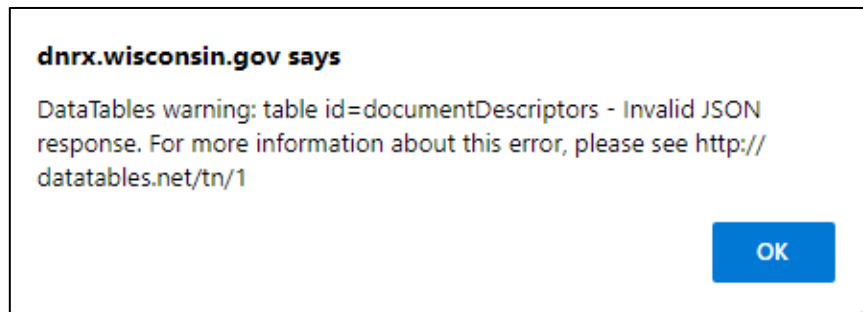 dnrx.wisconsin.gov says
DataTables warning: table id=documentDescriptors - Invalid JSON
response. For more information about this error, please see http://
datatables.net/tn/1
OK